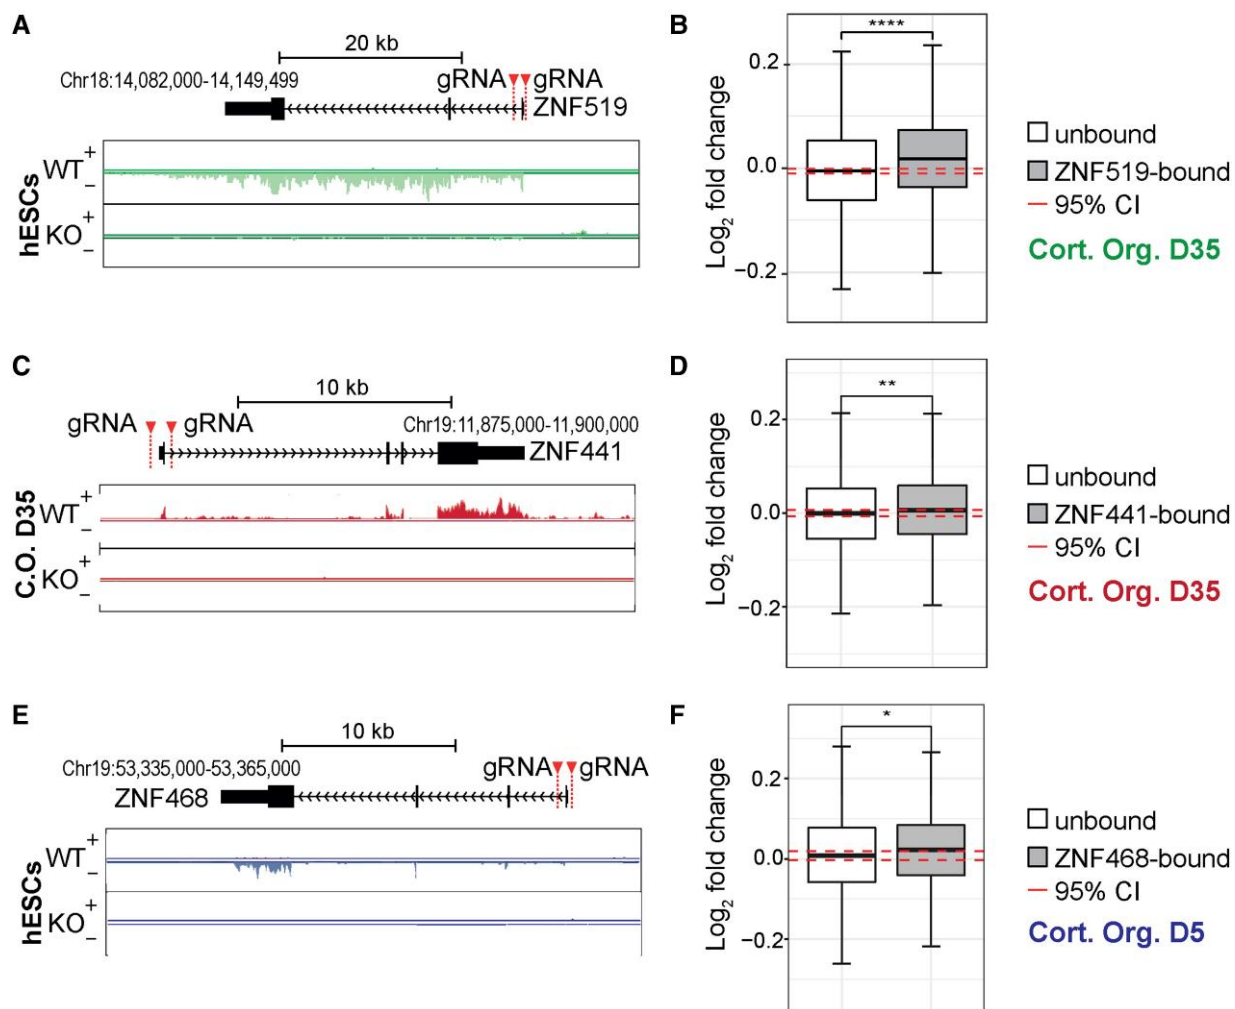 A
20 kb
Chr18:14,082,000-14,149,499
gRNA gRNA
ZNF519
hESCs
WT + −
KO + −
B
****
Log2 fold change
0.2
0.0
−0.2
unbound
ZNF519-bound
95% CI
Cort. Org. D35
C
10 kb
gRNA gRNA
Chr19:11,875,000-11,900,000
ZNF441
C.O. D35
WT + −
KO + −
D
**
Log2 fold change
0.2
0.0
−0.2
unbound
ZNF441-bound
95% CI
Cort. Org. D35
E
10 kb
Chr19:53,335,000-53,365,000
gRNA gRNA
ZNF468
hESCs
WT + −
KO + −
F
*
Log2 fold change
0.2
0.0
−0.2
unbound
ZNF468-bound
95% CI
Cort. Org. D5